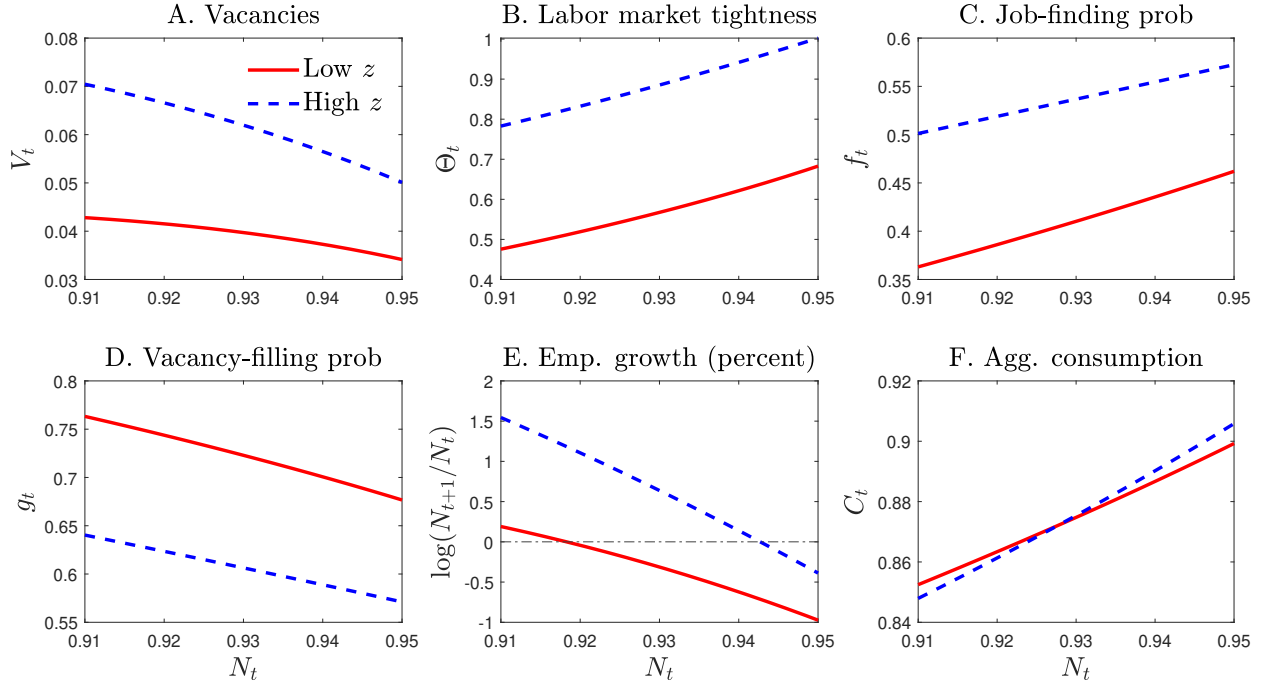 A. Vacancies
0.08
0.07
0.06
0.05
0.04
0.03
V_t
Low z
High z
0.91 0.92 0.93 0.94 0.95
B. Labor market tightness
1
0.9
0.8
0.7
0.6
0.5
0.4
Θ_t
0.91 0.92 0.93 0.94 0.95
C. Job-finding prob
0.6
0.55
0.5
0.45
0.4
0.35
f_t
0.91 0.92 0.93 0.94 0.95
D. Vacancy-filling prob
0.8
0.75
0.7
0.65
0.6
0.55
g_t
0.91 0.92 0.93 0.94 0.95
N_t
E. Emp. growth (percent)
2
1.5
1
0.5
0
-0.5
-1
log(N_{t+1}/N_t)
0.91 0.92 0.93 0.94 0.95
N_t
F. Agg. consumption
0.92
0.9
0.88
0.86
0.84
C_t
0.91 0.92 0.93 0.94 0.95
N_t